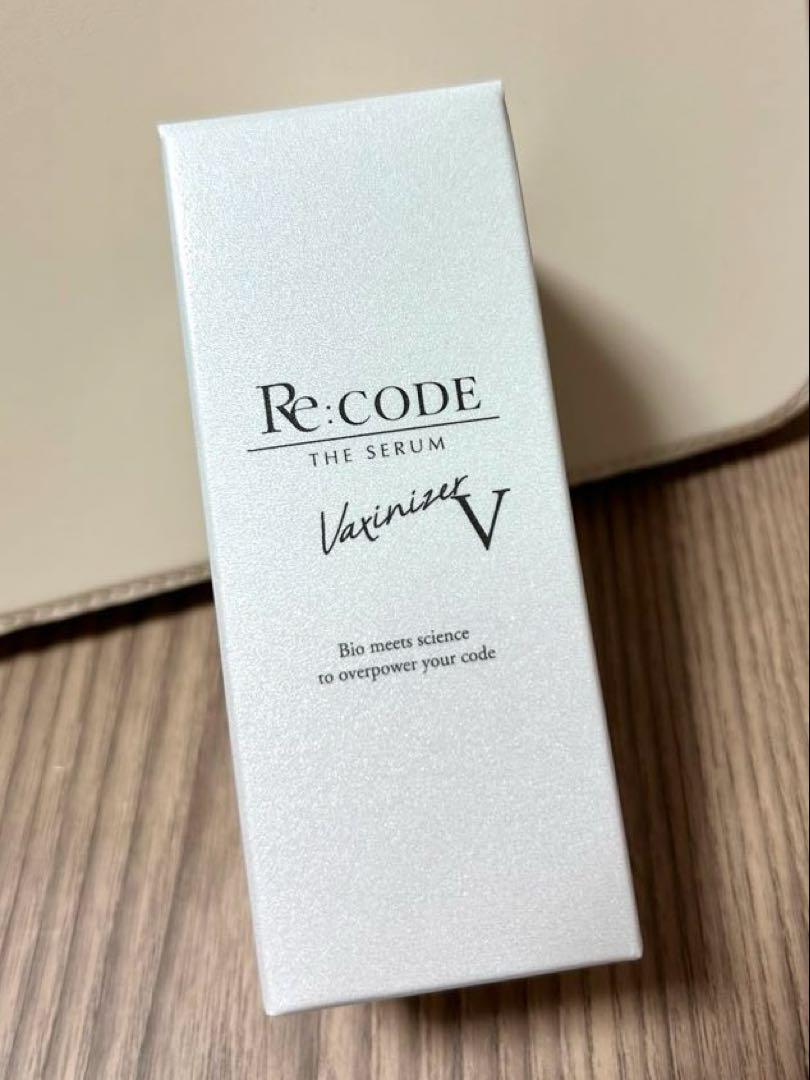 Re:CODE
THE SERUM
Vaxinizer V
Bio meets science
to overpower your code